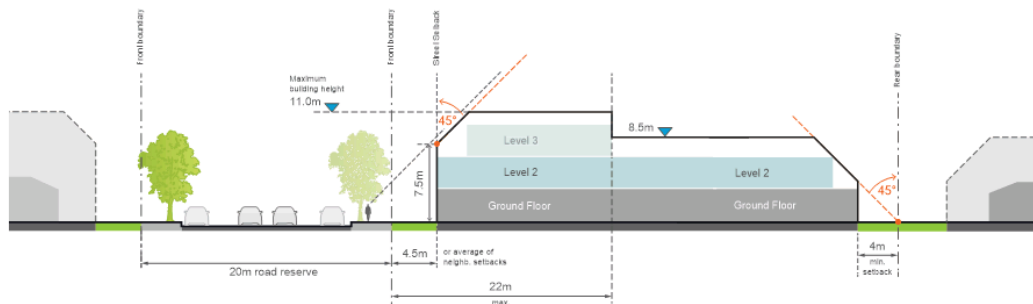 Front boundary
Front boundary
Street Setback
Rear boundary
Maximum
building height
11.0m
45°
8.5m
Level 3
Level 2
Level 2
7.5m
45°
Ground Floor
Ground Floor
4.5m
or average of
neighb. setbacks
4m
min.
setback
20m road reserve
22m
max